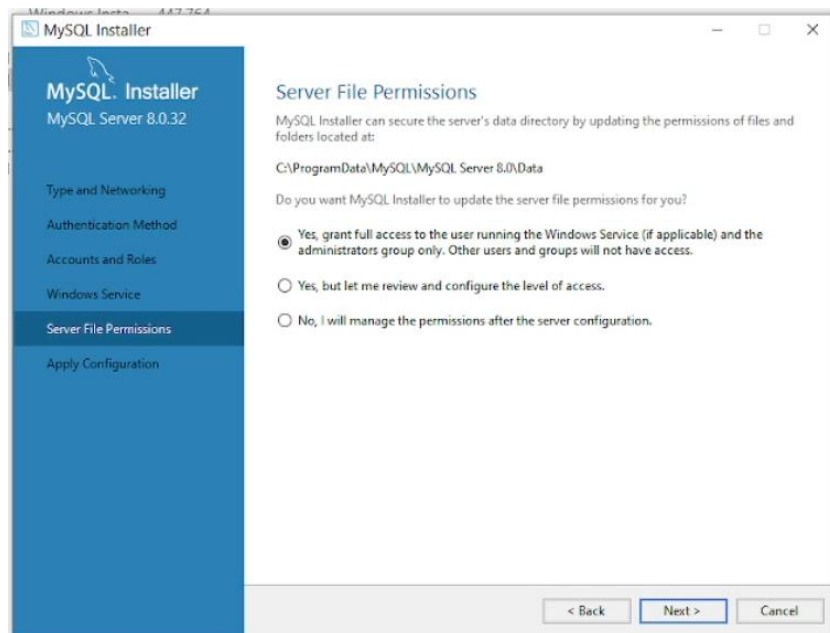 Windows Insta... 447,764
MySQL Installer
MySQL. Installer
MySQL Server 8.0.32
Type and Networking
Authentication Method
Accounts and Roles
Windows Service
Server File Permissions
Apply Configuration
Server File Permissions
MySQL Installer can secure the server's data directory by updating the permissions of files and
folders located at:
C:\ProgramData\MySQL\MySQL Server 8.0\Data
Do you want MySQL Installer to update the server file permissions for you?
Yes, grant full access to the user running the Windows Service (if applicable) and the
administrators group only. Other users and groups will not have access.
Yes, but let me review and configure the level of access.
No, I will manage the permissions after the server configuration.
< Back
Next >
Cancel